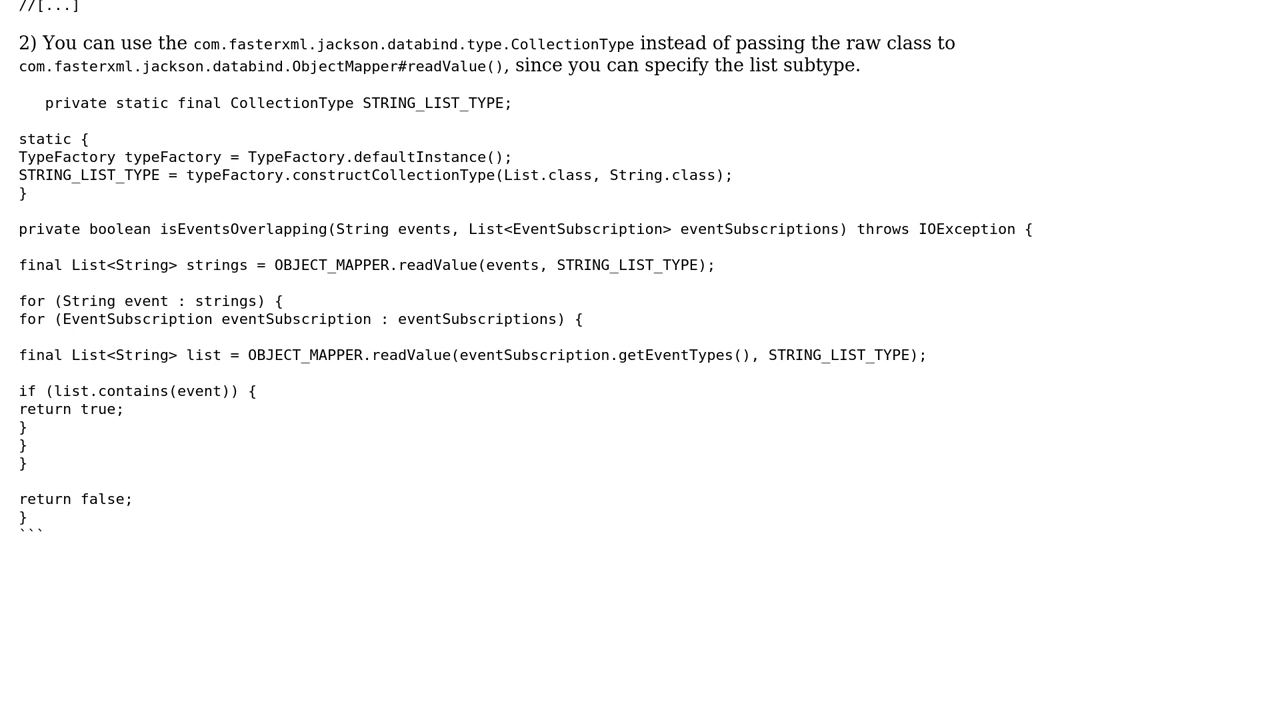 //[...]
2) You can use the com.fasterxml.jackson.databind.type.CollectionType instead of passing the raw class to
com.fasterxml.jackson.databind.ObjectMapper#readValue(), since you can specify the list subtype.
private static final CollectionType STRING_LIST_TYPE;
static {
TypeFactory typeFactory = TypeFactory.defaultInstance();
STRING_LIST_TYPE = typeFactory.constructCollectionType(List.class, String.class);
}
private boolean isEventsOverlapping(String events, List<EventSubscription> eventSubscriptions) throws IOException {
final List<String> strings = OBJECT_MAPPER.readValue(events, STRING_LIST_TYPE);
for (String event : strings) {
for (EventSubscription eventSubscription : eventSubscriptions) {
final List<String> list = OBJECT_MAPPER.readValue(eventSubscription.getEventTypes(), STRING_LIST_TYPE);
if (list.contains(event)) {
return true;
}
}
}
return false;
}
```